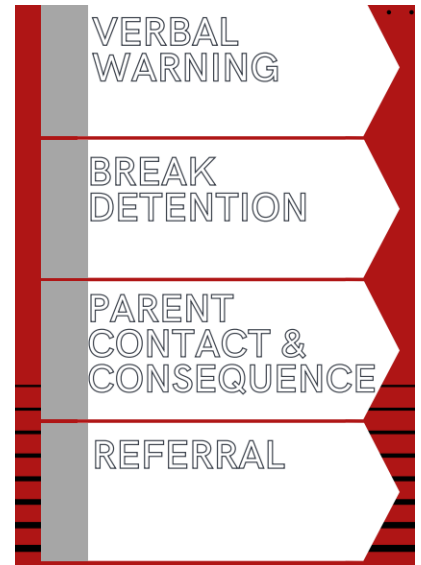 VERBAL
WARNING
BREAK
DETENTION
PARENT
CONTACT &
CONSEQUENCE
REFERRAL